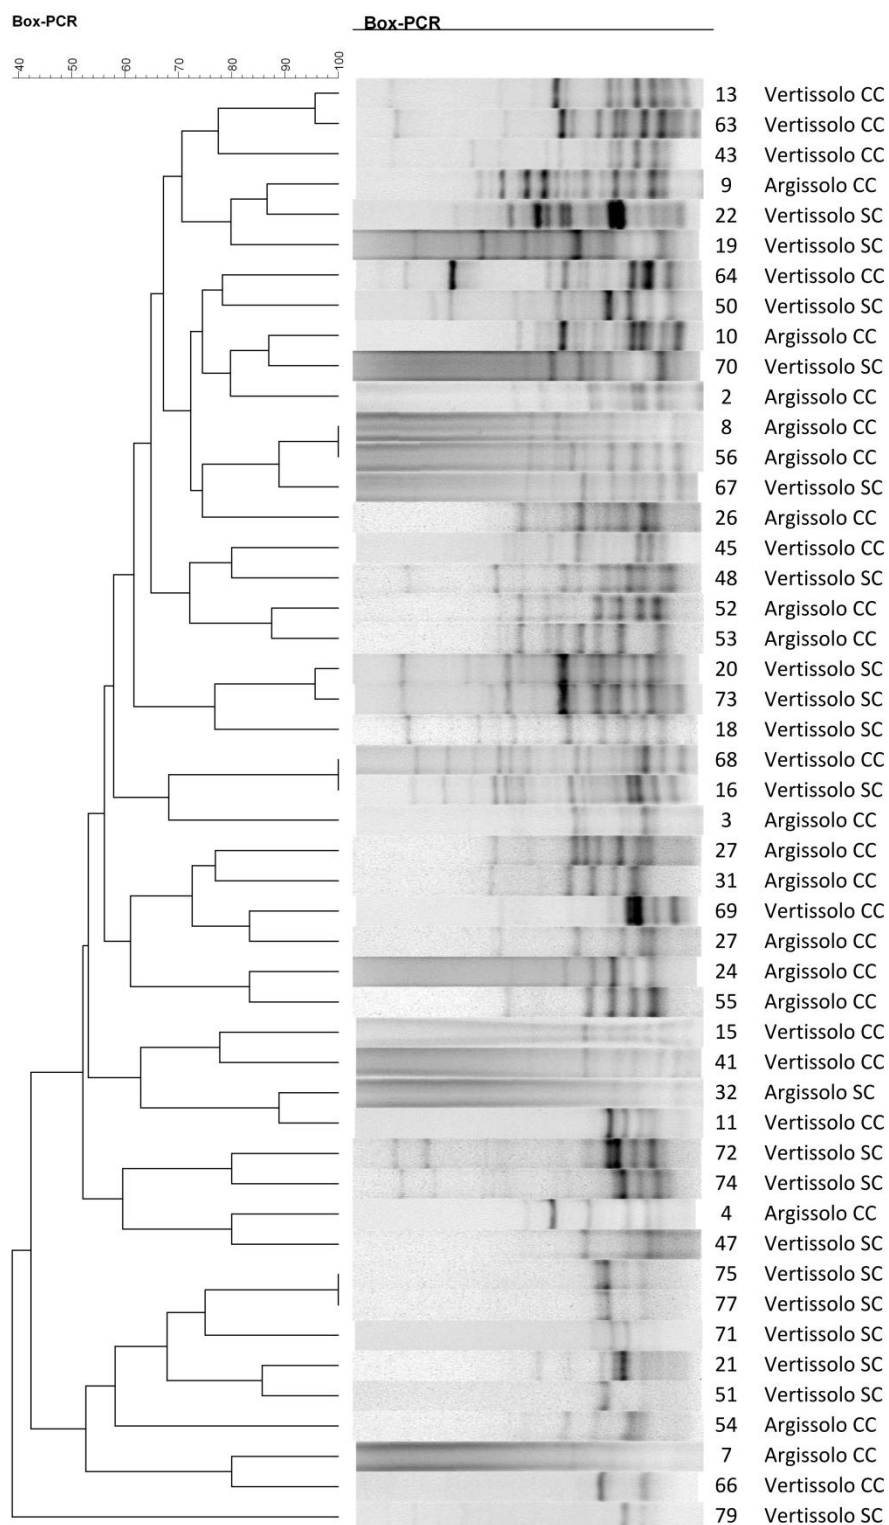 Box-PCR Box-PCR
40 50 60 70 80 90 100
13 Vertissolo CC
63 Vertissolo CC
43 Vertissolo CC
9 Argissolo CC
22 Vertissolo SC
19 Vertissolo SC
64 Vertissolo CC
50 Vertissolo SC
10 Argissolo CC
70 Vertissolo SC
2 Argissolo CC
8 Argissolo CC
56 Argissolo CC
67 Vertissolo SC
26 Argissolo CC
45 Vertissolo CC
48 Vertissolo SC
52 Argissolo CC
53 Argissolo CC
20 Vertissolo SC
73 Vertissolo SC
18 Vertissolo SC
68 Vertissolo CC
16 Vertissolo SC
3 Argissolo CC
27 Argissolo CC
31 Argissolo CC
69 Vertissolo CC
27 Argissolo CC
24 Argissolo CC
55 Argissolo CC
15 Vertissolo CC
41 Vertissolo CC
32 Argissolo SC
11 Vertissolo CC
72 Vertissolo SC
74 Vertissolo SC
4 Argissolo CC
47 Vertissolo SC
75 Vertissolo SC
77 Vertissolo SC
71 Vertissolo SC
21 Vertissolo SC
51 Vertissolo SC
54 Argissolo CC
7 Argissolo CC
66 Vertissolo CC
79 Vertissolo SC